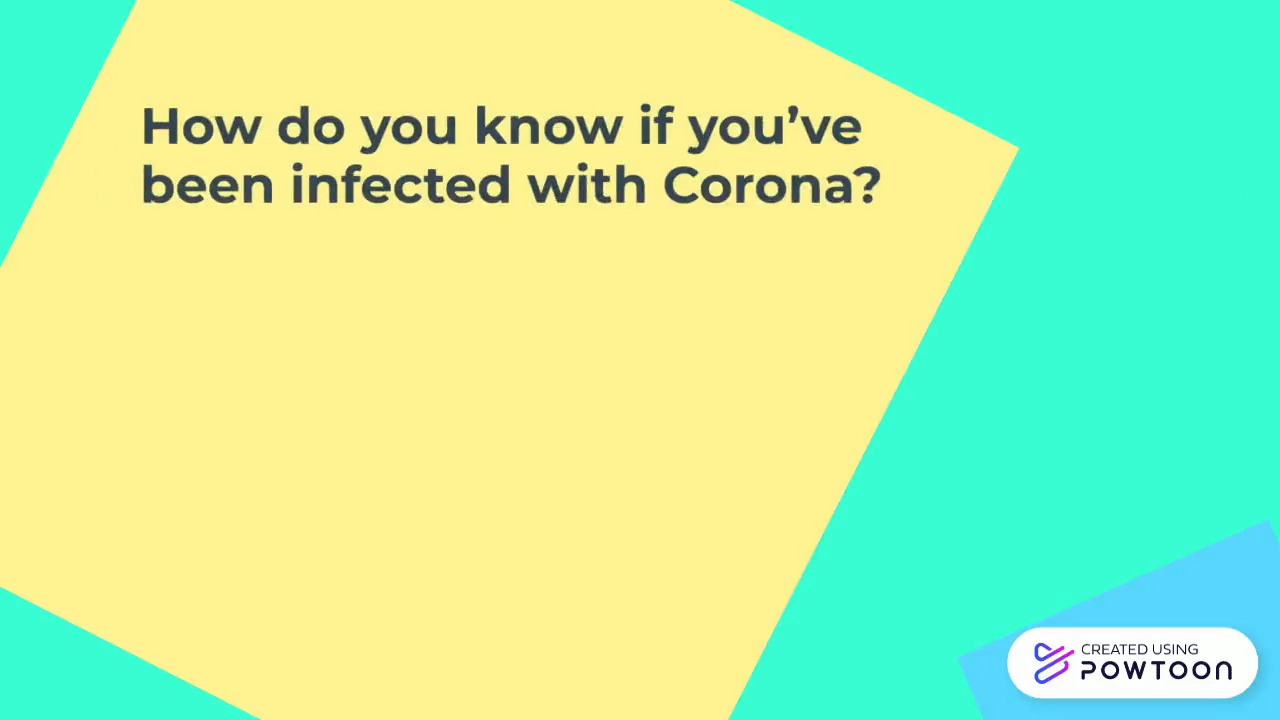 How do you know if you’ve
been infected with Corona?
CREATED USING
POWTOON